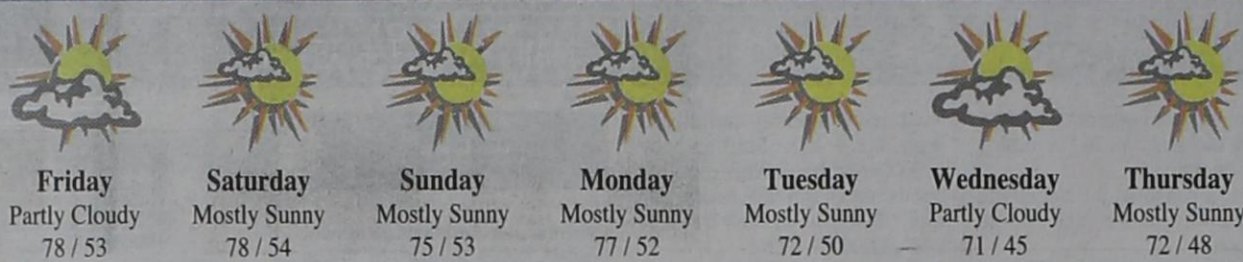 Friday
Partly Cloudy
78 / 53
Saturday
Mostly Sunny
78 / 54
Sunday
Mostly Sunny
75 / 53
Monday
Mostly Sunny
77 / 52
Tuesday
Mostly Sunny
72 / 50
Wednesday
Partly Cloudy
71 / 45
Thursday
Mostly Sunny
72 / 48